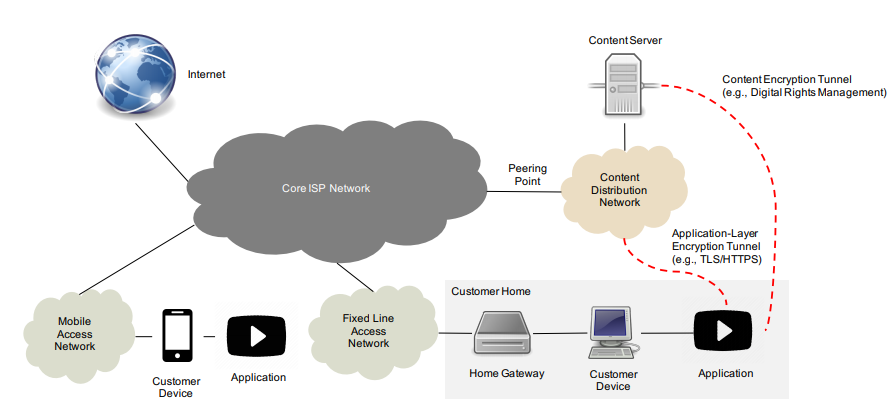 Content Server
Internet
Content Encryption Tunnel
(e.g., Digital Rights Management)
Core ISP Network
Peering
Point
Content
Distribution
Network
Application-Layer
Encryption Tunnel
(e.g., TLS/HTTPS)
Customer Home
Mobile
Access
Network
Fixed Line
Access
Network
Customer
Device
Application
Home Gateway
Customer
Device
Application